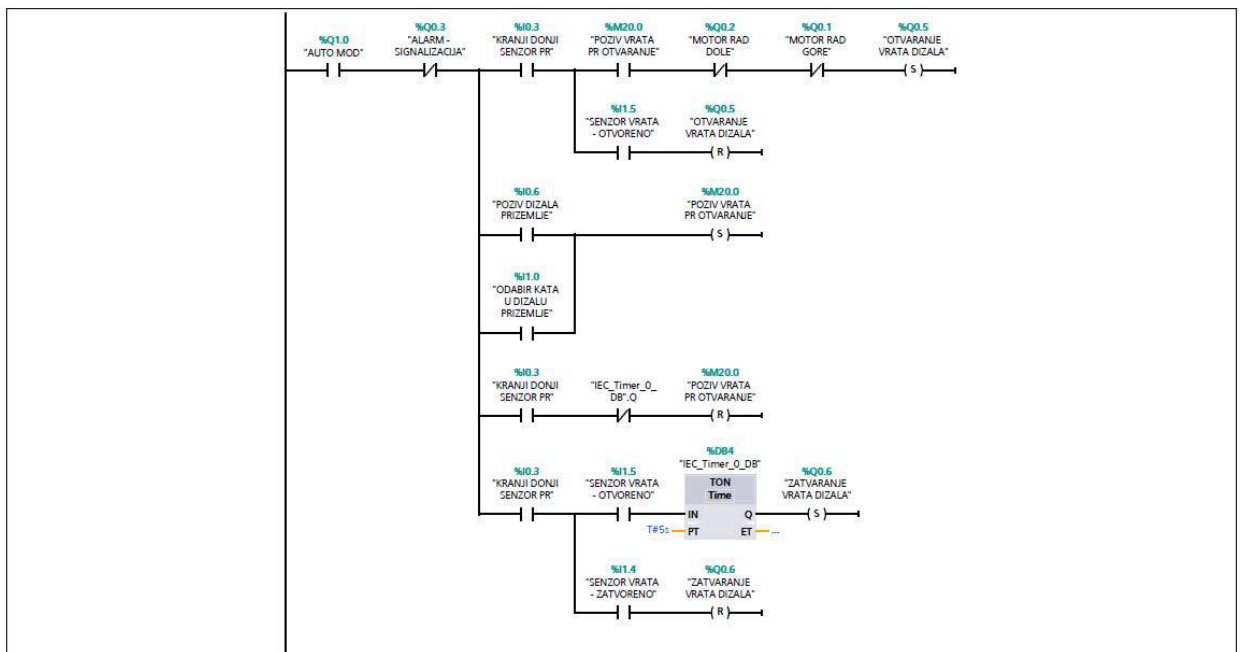 %Q1.0
"AUTO MOD"
%Q0.3
"ALARM -
SIGNALIZACIJA"
%I0.3
"KRANJI DONJI
SENZOR PR"
%M20.0
"POZIV VRATA
PR OTVARANJE"
%Q0.2
"MOTOR RAD
DOLE"
%Q0.1
"MOTOR RAD
GORE"
%Q0.5
"OTVARANJE
VRATA DIZALA"
S
%I1.5
"SENZOR VRATA
- OTVORENO"
%Q0.5
"OTVARANJE
VRATA DIZALA"
R
%I0.6
"POZIV DIZALA
PRIZEMLJE"
%M20.0
"POZIV VRATA
PR OTVARANJE"
S
%I1.0
"ODABIR KATA
U DIZALU
PRIZEMLJE"
%I0.3
"KRANJI DONJI
SENZOR PR"
"IEC_Timer_0_
DB".Q
%M20.0
"POZIV VRATA
PR OTVARANJE"
R
%I0.3
"KRANJI DONJI
SENZOR PR"
%I1.5
"SENZOR VRATA
- OTVORENO"
%DB4
"IEC_Timer_0_DB"
TON
Time
IN Q
T#5s PT ET ...
%Q0.6
"ZATVARANJE
VRATA DIZALA"
S
%I1.4
"SENZOR VRATA
- ZATVORENO"
%Q0.6
"ZATVARANJE
VRATA DIZALA"
R